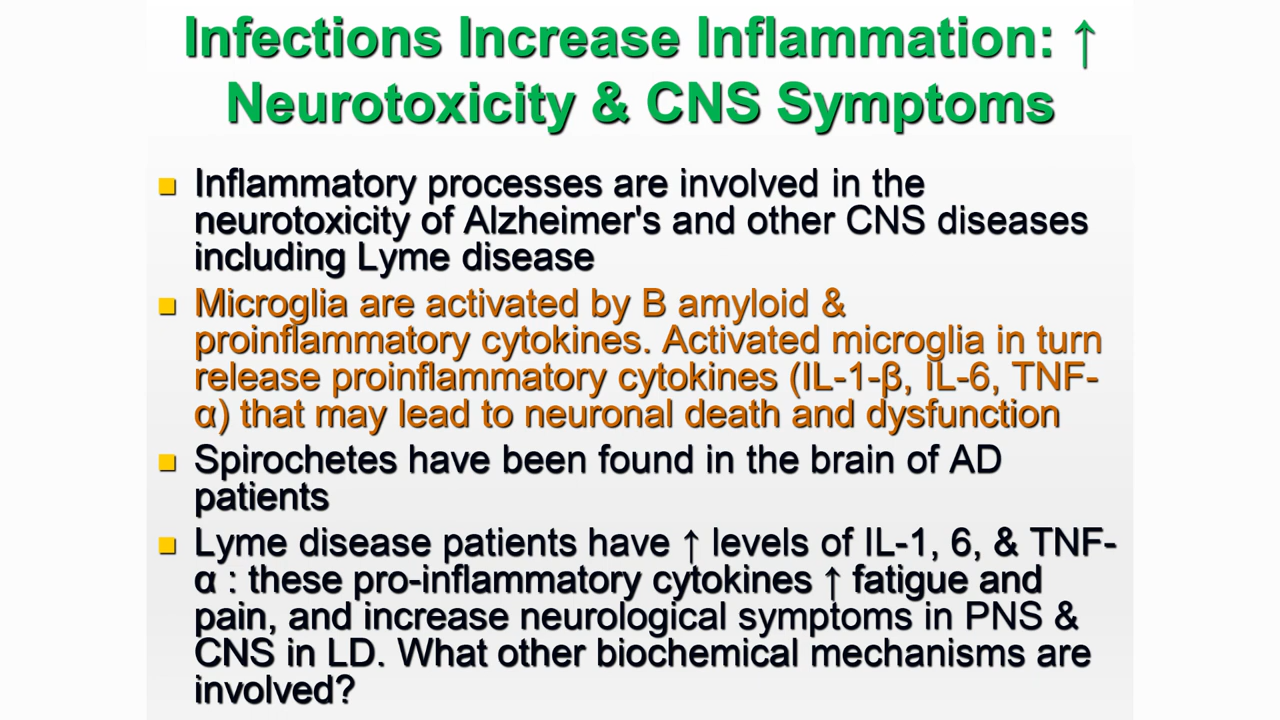 Infections Increase Inflammation: ↑
Neurotoxicity & CNS Symptoms
Inflammatory processes are involved in the
neurotoxicity of Alzheimer's and other CNS diseases
including Lyme disease
Microglia are activated by B amyloid &
proinflammatory cytokines. Activated microglia in turn
release proinflammatory cytokines (IL-1-β, IL-6, TNF-
α) that may lead to neuronal death and dysfunction
Spirochetes have been found in the brain of AD
patients
Lyme disease patients have ↑ levels of IL-1, 6, & TNF-
α : these pro-inflammatory cytokines ↑ fatigue and
pain, and increase neurological symptoms in PNS &
CNS in LD. What other biochemical mechanisms are
involved?